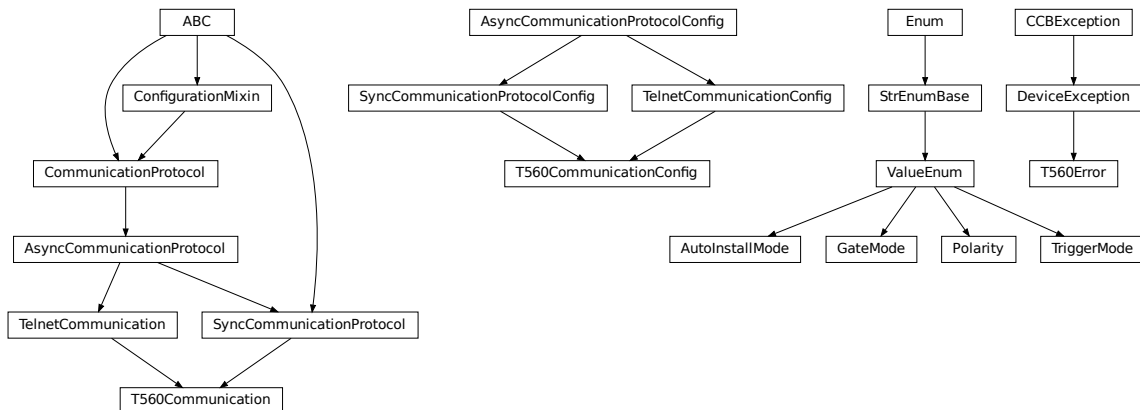 ABC
AsyncCommunicationProtocolConfig
Enum
CCBException
ConfigurationMixin
SyncCommunicationProtocolConfig
TelnetCommunicationConfig
StrEnumBase
DeviceException
CommunicationProtocol
T560CommunicationConfig
ValueEnum
T560Error
AsyncCommunicationProtocol
AutoInstallMode
GateMode
Polarity
TriggerMode
TelnetCommunication
SyncCommunicationProtocol
T560Communication